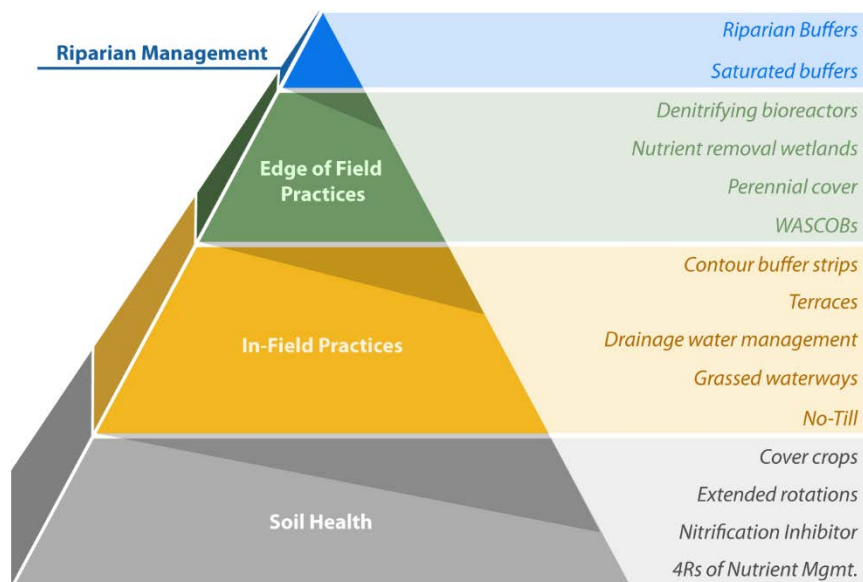 Riparian Management
Riparian Buffers
Saturated buffers
Edge of Field
Practices
Denitrifying bioreactors
Nutrient removal wetlands
Perennial cover
WASCOBs
In-Field Practices
Contour buffer strips
Terraces
Drainage water management
Grassed waterways
No-Till
Soil Health
Cover crops
Extended rotations
Nitrification Inhibitor
4Rs of Nutrient Mgmt.